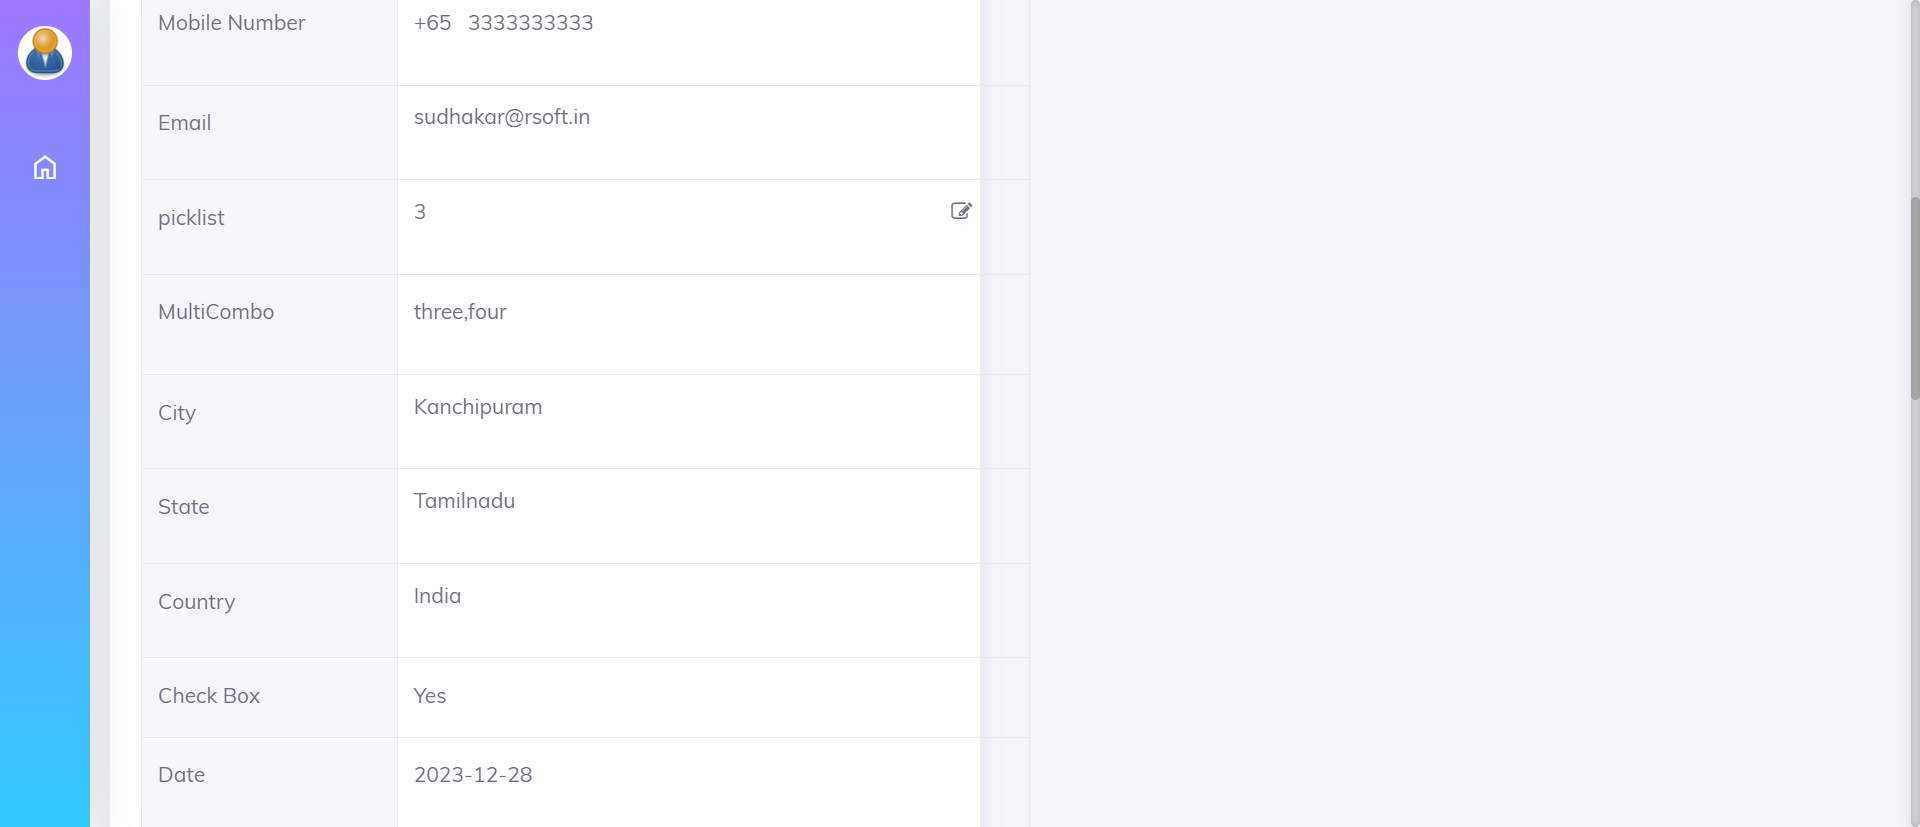 Mobile Number +65 3333333333
Email sudhakar@rsoft.in
picklist 3
MultiCombo three,four
City Kanchipuram
State Tamilnadu
Country India
Check Box Yes
Date 2023-12-28